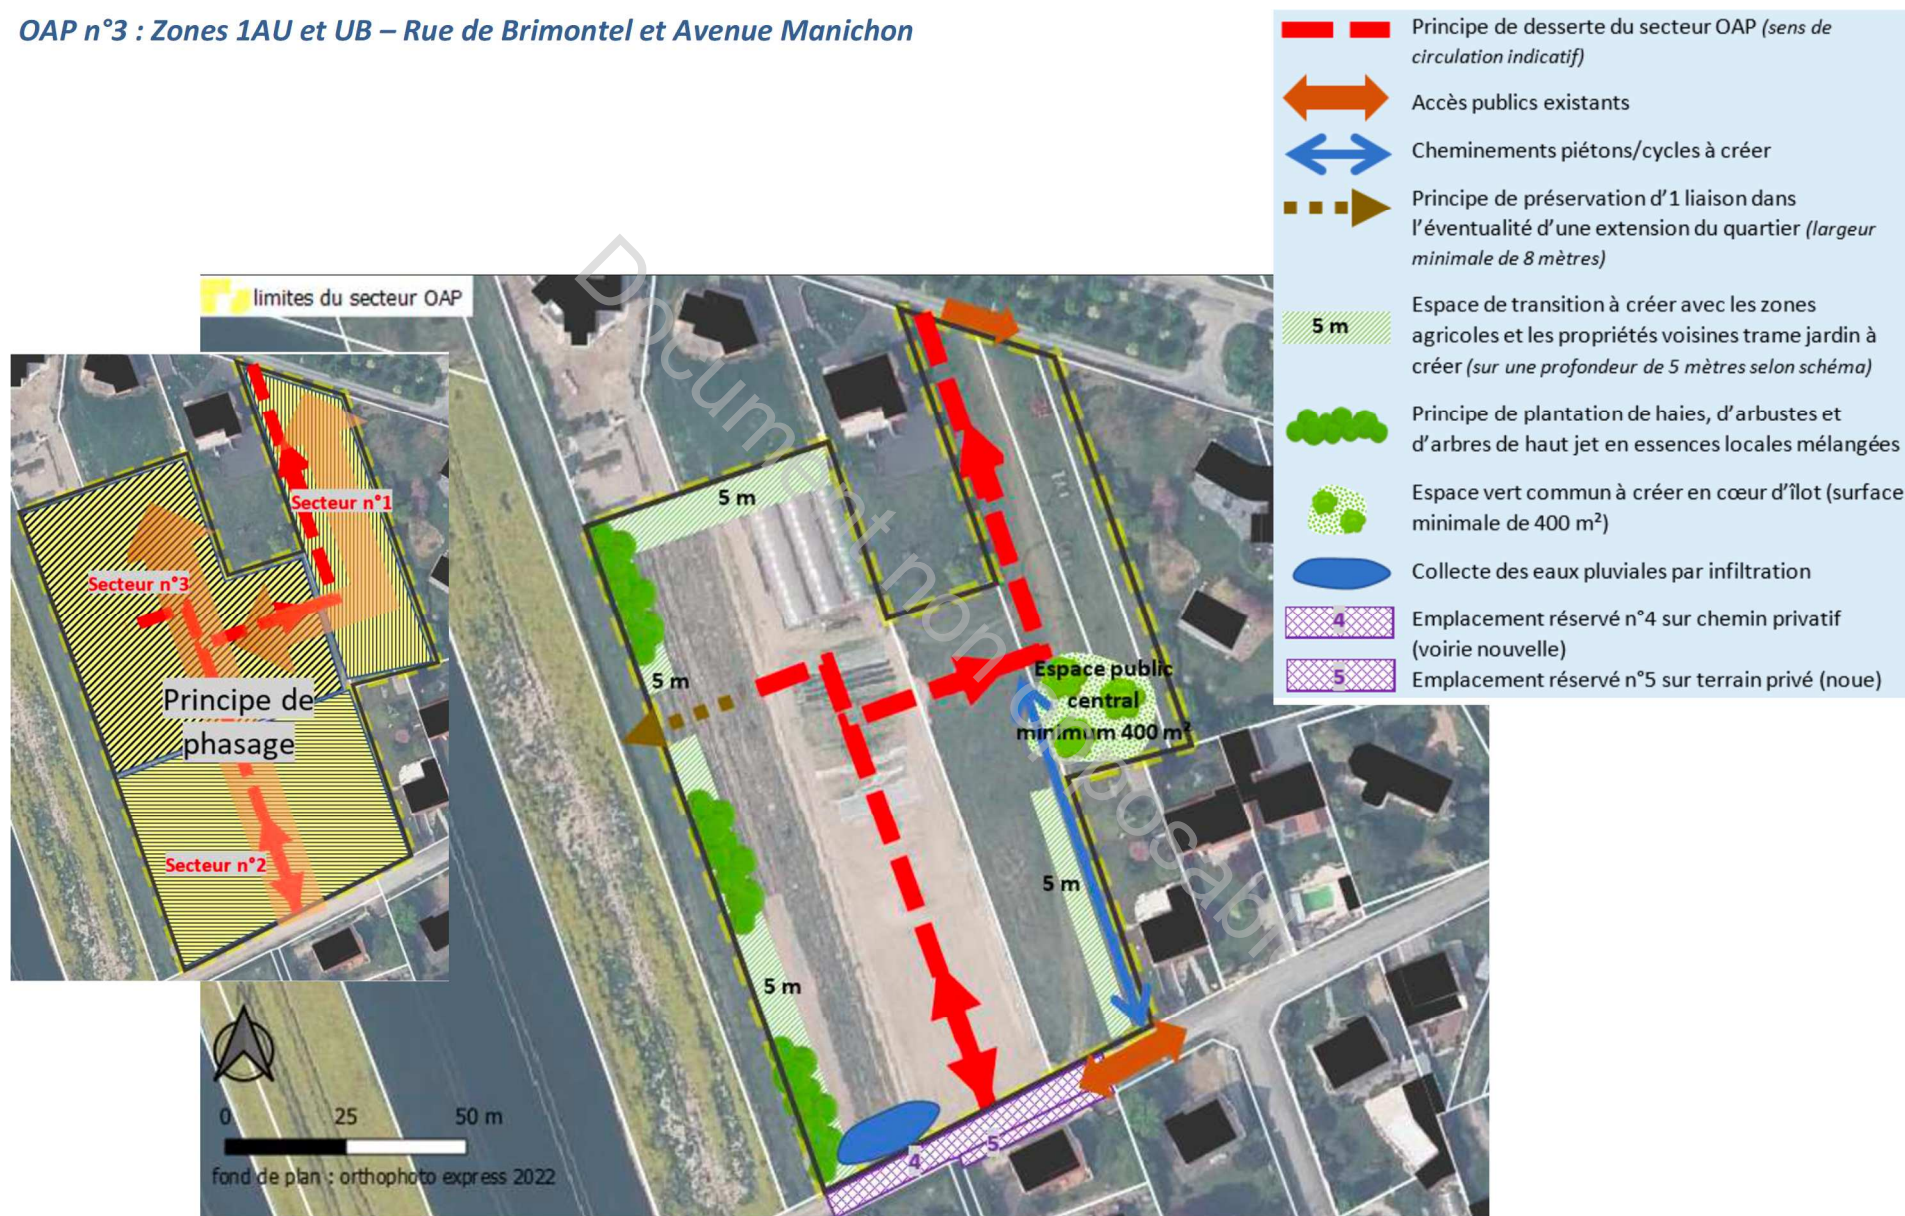 OAP n°3 : Zones 1AU et UB – Rue de Brimontel et Avenue Manichon
Principe de desserte du secteur OAP (sens de
circulation indicatif)
Accès publics existants
Cheminements piétons/cycles à créer
Principe de préservation d’1 liaison dans
l’éventualité d’une extension du quartier (largeur
minimale de 8 mètres)
5 m
Espace de transition à créer avec les zones
agricoles et les propriétés voisines trame jardin à
créer (sur une profondeur de 5 mètres selon schéma)
Principe de plantation de haies, d’arbustes et
d’arbres de haut jet en essences locales mélangées
Espace vert commun à créer en cœur d’îlot (surface
minimale de 400 m²)
Collecte des eaux pluviales par infiltration
4
Emplacement réservé n°4 sur chemin privatif
(voirie nouvelle)
5
Emplacement réservé n°5 sur terrain privé (noue)
limites du secteur OAP
Secteur n°1
Secteur n°3
Principe de
phasage
Secteur n°2
5 m
5 m
Espace public
central
minimum 400 m²
5 m
5 m
4
5
0 25 50 m
fond de plan : orthophoto express 2022
Document non opposabl